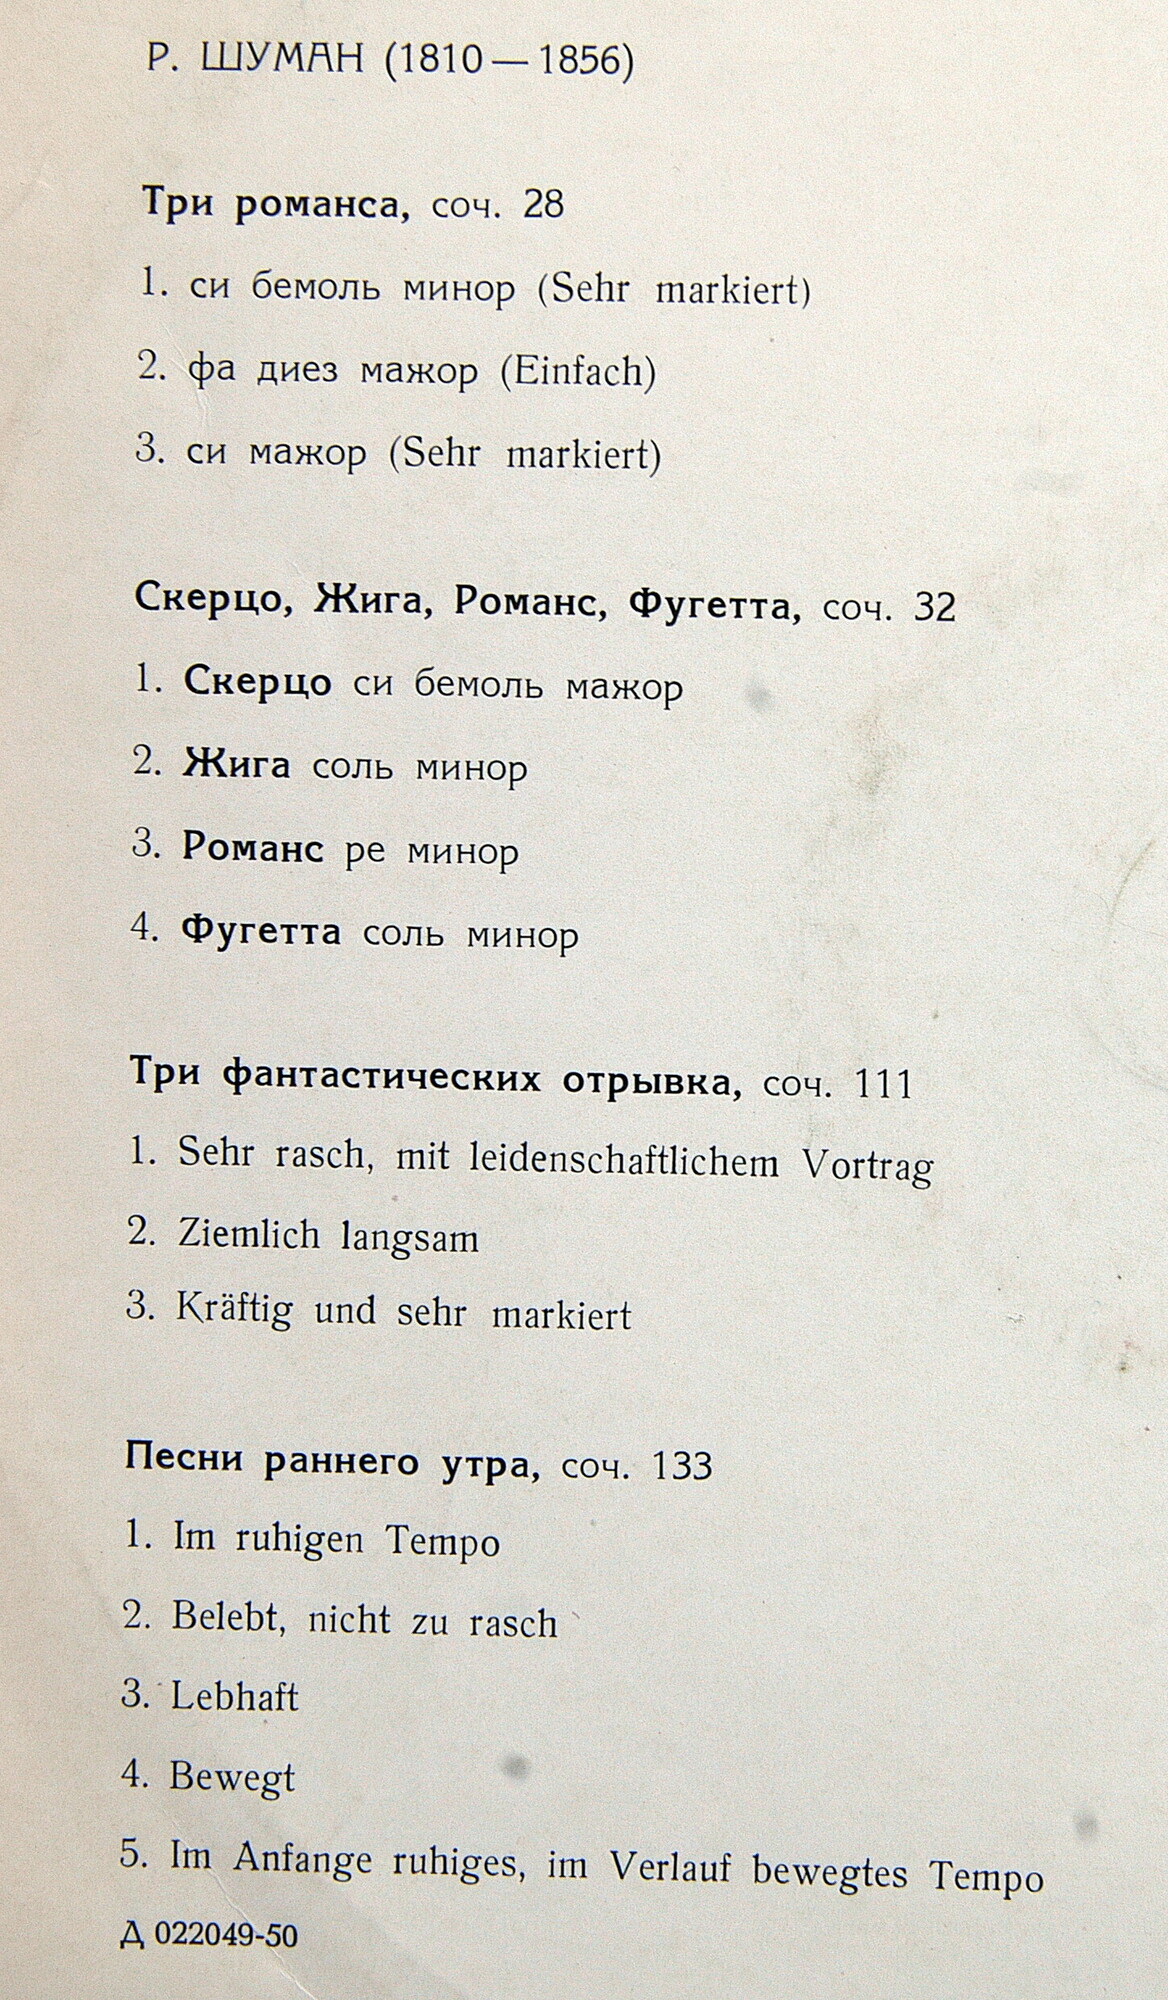 Р. ШУМАН (1810 — 1856)
Три романса, соч. 28
1. си бемоль минор (Sehr markiert)
2. фа диез мажор (Einfach)
3. си мажор (Sehr markiert)
Скерцо, Жига, Романс, Фугетта, соч. 32
1. Скерцо си бемоль мажор
2. Жига соль минор
3. Романс ре минор
4. Фугетта соль минор
Три фантастических отрывка, соч. 111
1. Sehr rasch, mit leidenschaftlichem Vortrag
2. Ziemlich langsam
3. Kräftig und sehr markiert
Песни раннего утра, соч. 133
1. Im ruhigen Tempo
2. Belebt, nicht zu rasch
3. Lebhaft
4. Bewegt
5. Im Anfange ruhiges, im Verlauf bewegtes Tempo
Д 022049-50